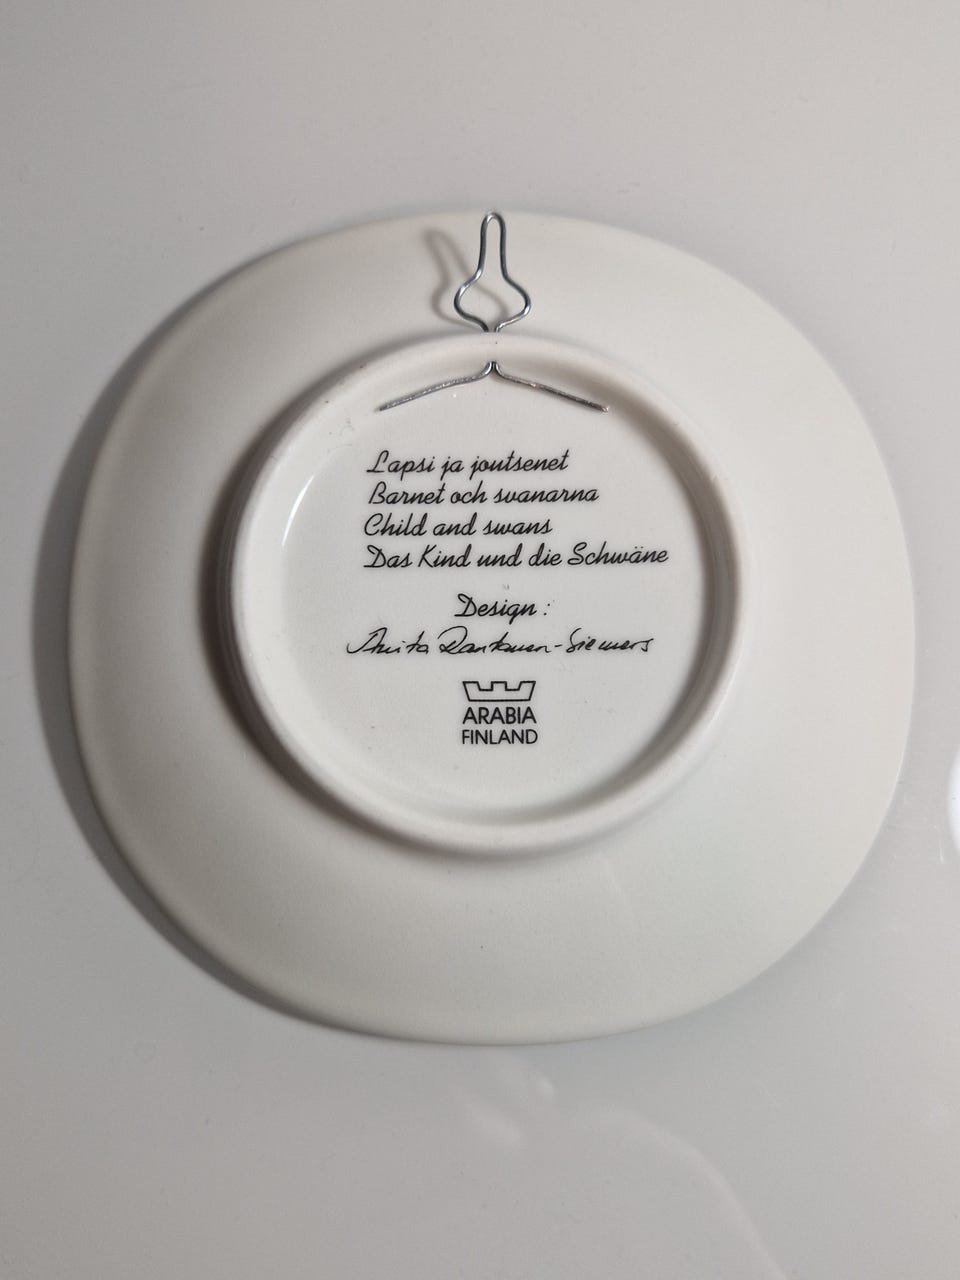 Lapsi ja joutsenet
Barnet och svanarna
Child and swans
Das Kind und die Schwäne
Design:
Anita Rantanen-Siemers
ARABIA
FINLAND